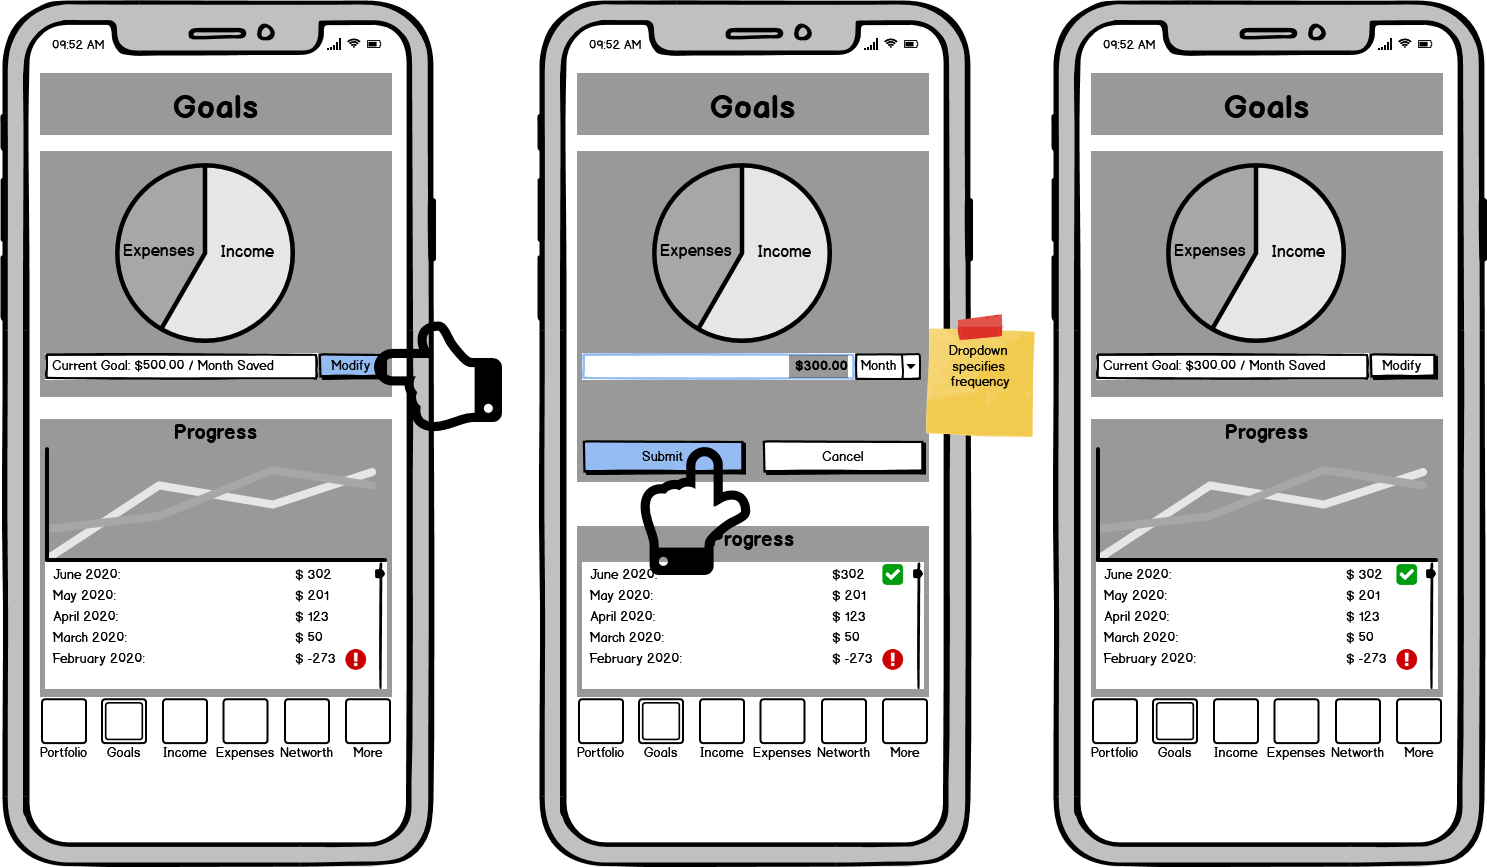 09:52 AM
Goals
Expenses
Income
Current Goal: $500.00 / Month Saved
Modify
Progress
June 2020: $ 302
May 2020: $ 201
April 2020: $ 123
March 2020: $ 50
February 2020: $ -273
Portfolio Goals Income Expenses Networth More
09:52 AM
Goals
Expenses
Income
$300.00
Month
Submit
Cancel
Progress
June 2020: $302
May 2020: $ 201
April 2020: $ 123
March 2020: $ 50
February 2020: $ -273
Portfolio Goals Income Expenses Networth More
Dropdown
specifies
frequency
09:52 AM
Goals
Expenses
Income
Current Goal: $300.00 / Month Saved
Modify
Progress
June 2020: $ 302
May 2020: $ 201
April 2020: $ 123
March 2020: $ 50
February 2020: $ -273
Portfolio Goals Income Expenses Networth More